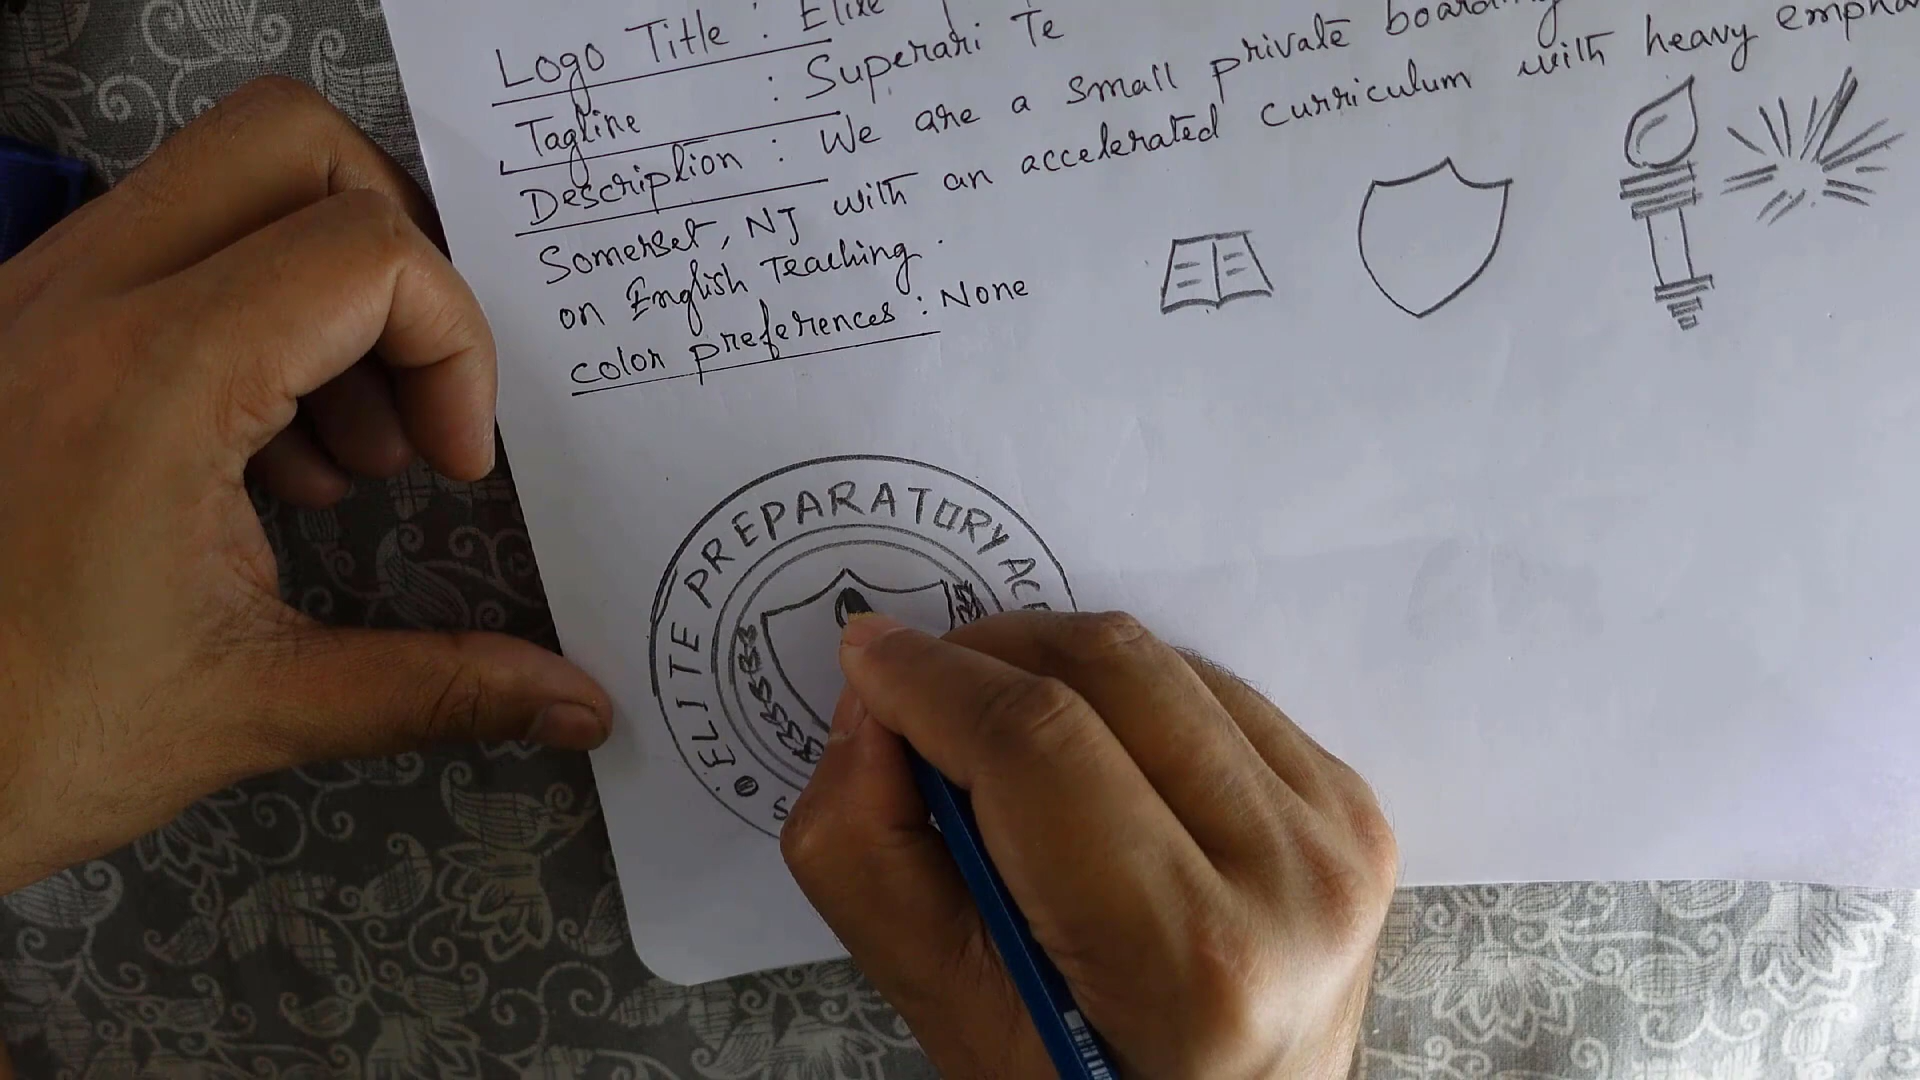 Logo Title : Elite
Tagline : Superari Te
Description : We are a small private boarding
Somerset, NJ with an accelerated curriculum with heavy
on English Teaching.
color preferences : None
ELITE PREPARATORY